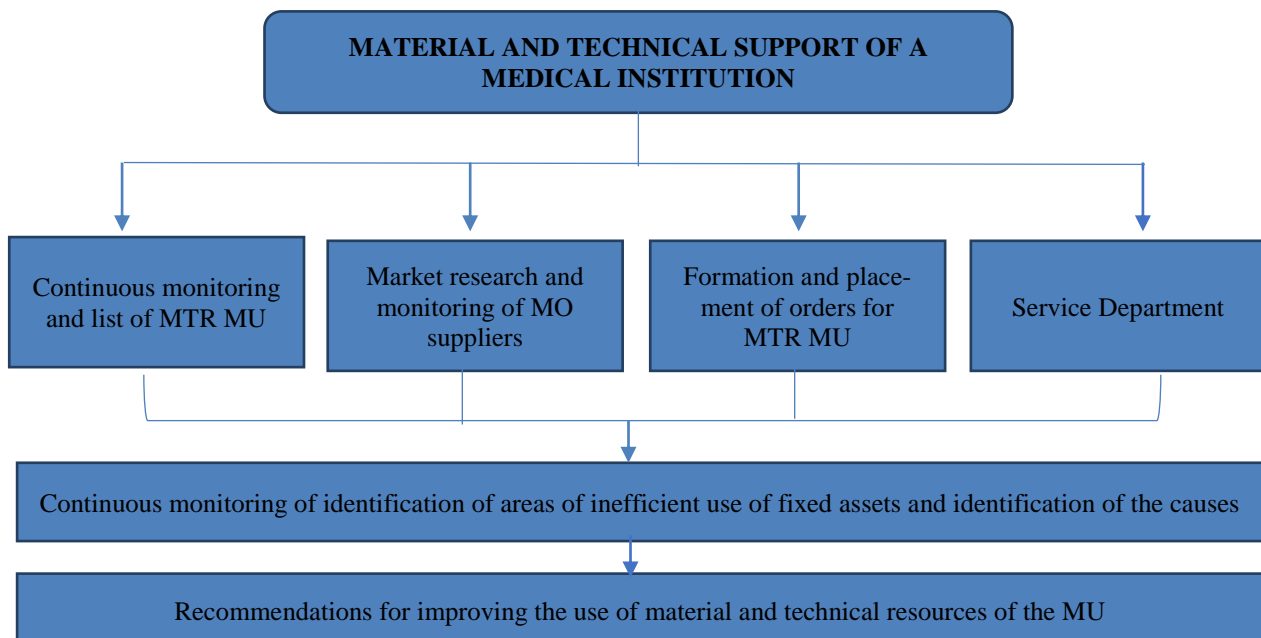 MATERIAL AND TECHNICAL SUPPORT OF A
MEDICAL INSTITUTION
Continuous monitoring
and list of MTR MU
Market research and
monitoring of MO
suppliers
Formation and place-
ment of orders for
MTR MU
Service Department
Continuous monitoring of identification of areas of inefficient use of fixed assets and identification of the causes
Recommendations for improving the use of material and technical resources of the MU